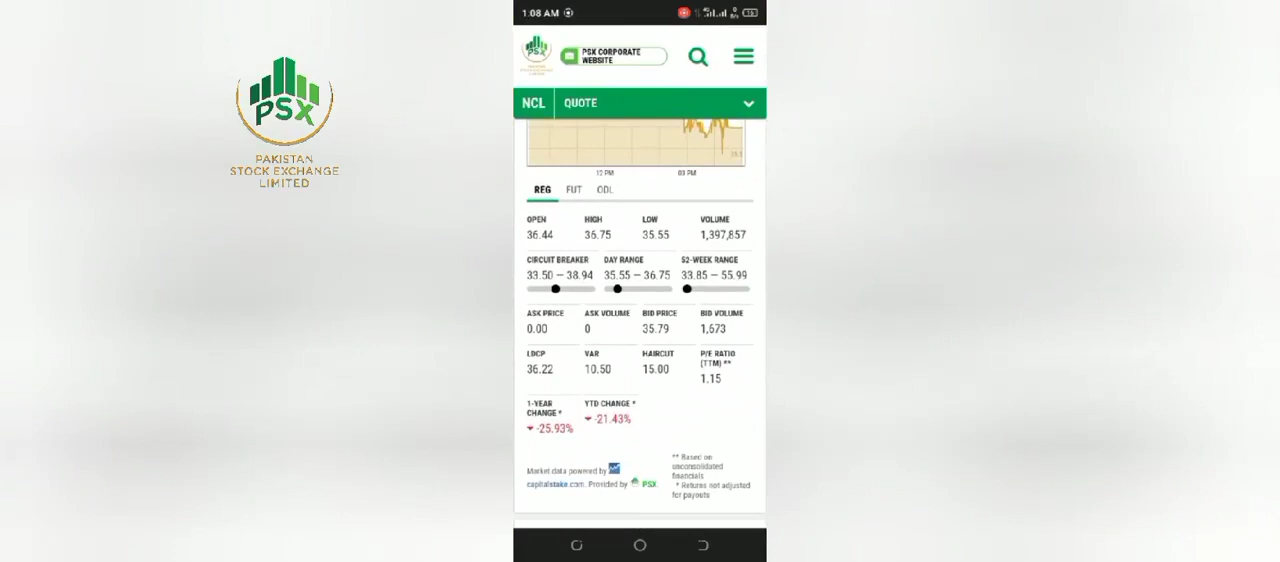 1:08 AM
PSX
PAKISTAN
STOCK EXCHANGE
LIMITED
PSX
PSX CORPORATE
WEBSITE
NCL QUOTE
12 PM 03 PM
REG FUT ODL
OPEN HIGH LOW VOLUME
36.44 36.75 35.55 1,397,857
CIRCUIT BREAKER DAY RANGE 52-WEEK RANGE
33.50 — 38.94 35.55 — 36.75 33.85 — 55.99
ASK PRICE ASK VOLUME BID PRICE BID VOLUME
0.00 0 35.79 1,673
LDCP VAR HAIRCUT P/E RATIO
(TTM) **
36.22 10.50 15.00 1.15
1-YEAR
CHANGE * YTD CHANGE *
-25.93% -21.43%
Market data powered by
capitalstake.com. Provided by PSX
** Based on
unconsolidated
financials
* Returns not adjusted
for payouts